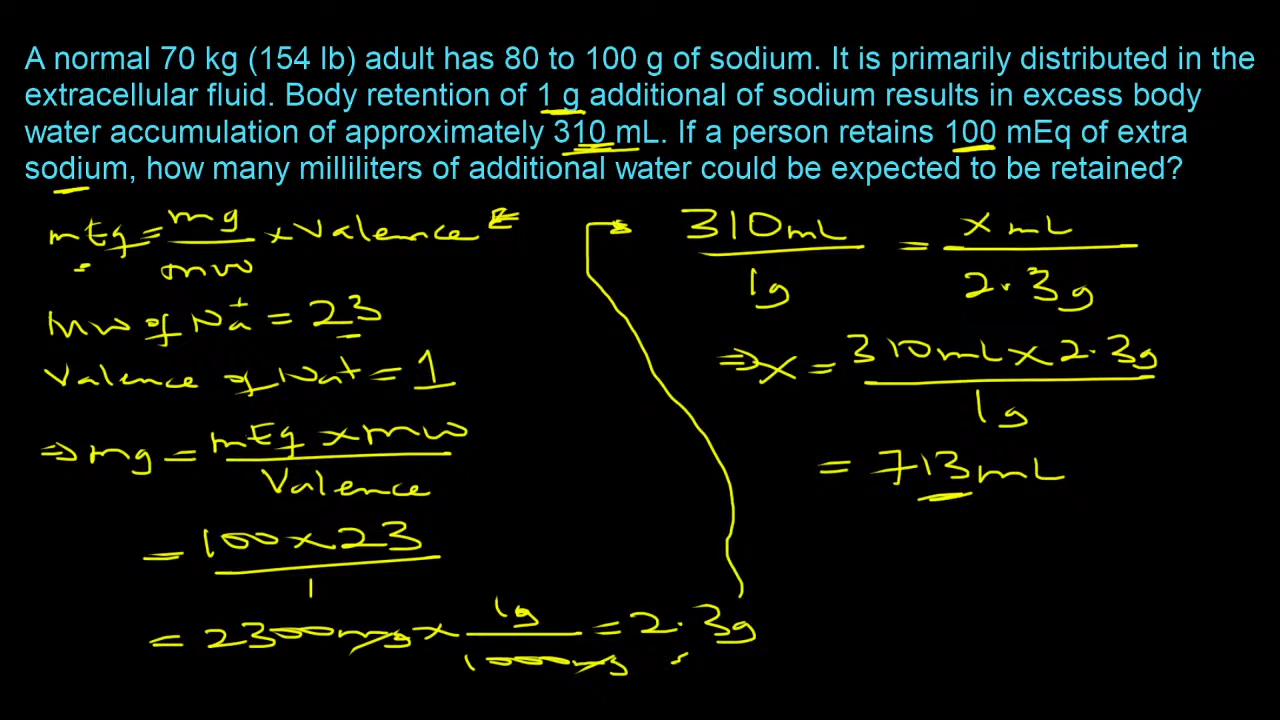 A normal 70 kg (154 lb) adult has 80 to 100 g of sodium. It is primarily distributed in the
extracellular fluid. Body retention of 1 g additional of sodium results in excess body
water accumulation of approximately 310 mL. If a person retains 100 mEq of extra
sodium, how many milliliters of additional water could be expected to be retained?
mEq = mg / mw × Valence
MW of Na+ = 23
Valence of Na+ = 1
⇒ mg = mEq × mw / Valence
= 100 × 23 / 1
= 2300mg × 1g / 1000mg = 2.3g
310mL / 1g = x mL / 2.3g
⇒ x = 310mL × 2.3g / 1g
= 713mL